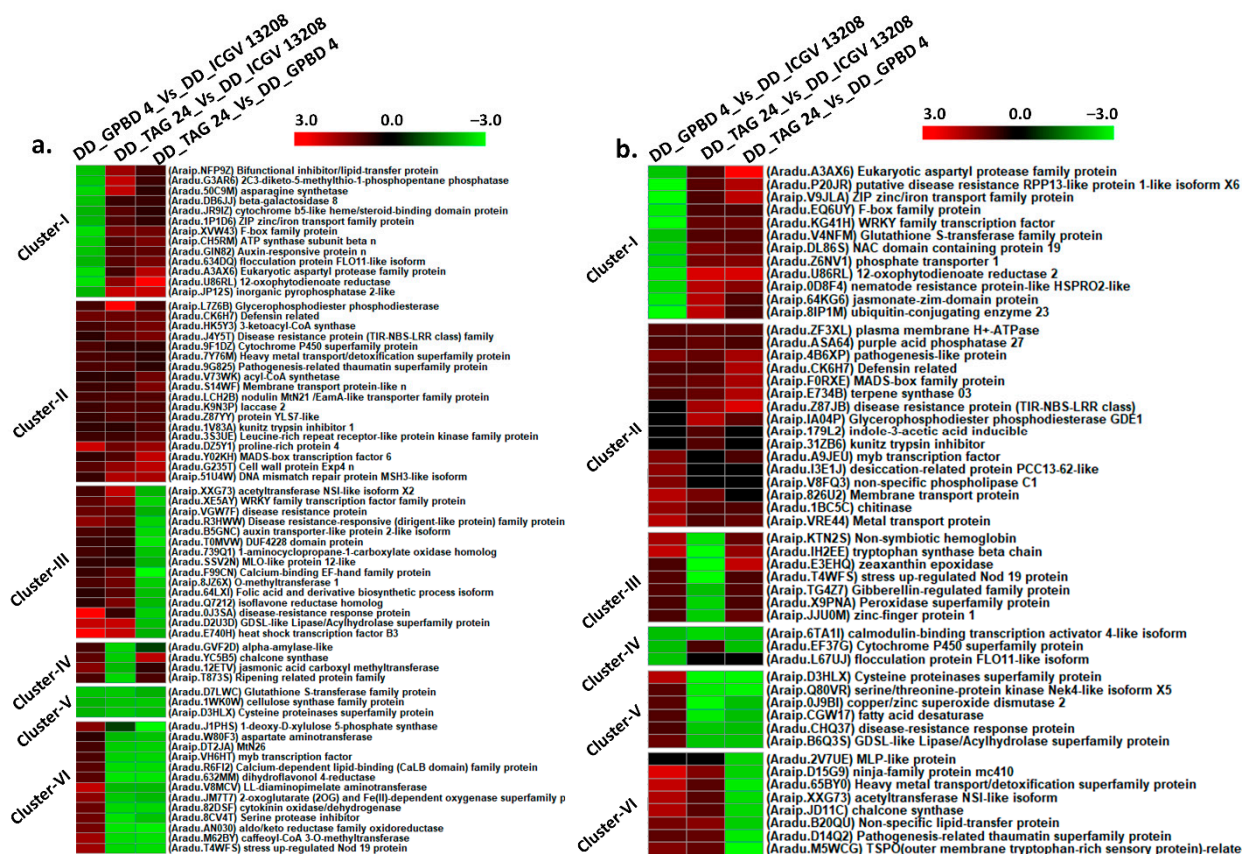 a.
DD_GPBD 4_Vs_DD_ICGV 13208
DD_TAG 24_Vs_DD_ICGV 13208
DD_TAG 24_Vs_DD_GPBD 4
3.0 0.0 −3.0
Cluster-I
(Araip.NFP9Z) Bifunctional inhibitor/lipid-transfer protein
(Aradu.G3AR6) 2C3-diketo-5-methylthio-1-phosphopentane phosphatase
(Aradu.50C9M) asparagine synthetase
(Aradu.DB6JJ) beta-galactosidase 8
(Aradu.JR9IZ) cytochrome b5-like heme/steroid-binding domain protein
(Aradu.1P1D6) ZIP zinc/iron transport family protein
(Araip.XVW43) F-box family protein
(Araip.CH5RM) ATP synthase subunit beta n
(Aradu.GIN82) Auxin-responsive protein n
(Aradu.634DQ) flocculation protein FLO11-like isoform
(Aradu.A3AX6) Eukaryotic aspartyl protease family protein
(Aradu.U86RL) 12-oxophytodienoate reductase
(Araip.JP12S) inorganic pyrophosphatase 2-like
Cluster-II
(Araip.L7Z6B) Glycerophosphodiester phosphodiesterase
(Aradu.CK6H7) Defensin related
(Aradu.HK5Y3) 3-ketoacyl-CoA synthase
(Aradu.J4Y5T) Disease resistance protein (TIR-NBS-LRR class) family
(Aradu.9F1DZ) Cytochrome P450 superfamily protein
(Aradu.7Y76M) Heavy metal transport/detoxification superfamily protein
(Aradu.9G825) Pathogenesis-related thaumatin superfamily protein
(Aradu.V73WK) acyl-CoA synthetase
(Aradu.S14WF) Membrane transport protein-like n
(Aradu.LCH2B) nodulin MtN21 /EamA-like transporter family protein
(Aradu.K9N3P) laccase 2
(Aradu.Z87YY) protein YLS7-like
(Aradu.1V83A) kunitz trypsin inhibitor 1
(Aradu.3S3UE) Leucine-rich repeat receptor-like protein kinase family protein
(Aradu.DZ5Y1) proline-rich protein 4
(Aradu.Y02KH) MADS-box transcription factor 6
(Aradu.G235T) Cell wall protein Exp4 n
(Araip.51U4W) DNA mismatch repair protein MSH3-like isoform
Cluster-III
(Araip.XXG73) acetyltransferase NSI-like isoform X2
(Aradu.XE5AY) WRKY family transcription factor family protein
(Araip.VGW7F) disease resistance protein
(Aradu.R3HWW) Disease resistance-responsive (dirigent-like protein) family protein
(Aradu.B5GNC) auxin transporter-like protein 2-like isoform
(Aradu.T0MVW) DUF4228 domain protein
(Aradu.739Q1) 1-aminocyclopropane-1-carboxylate oxidase homolog
(Aradu.SSV2N) MLO-like protein 12-like
(Aradu.F99CN) Calcium-binding EF-hand family protein
(Araip.8JZ6X) O-methyltransferase 1
(Aradu.64LXI) Folic acid and derivative biosynthetic process isoform
(Aradu.Q7212) isoflavone reductase homolog
(Aradu.0J3SA) disease-resistance response protein
(Aradu.D2U3D) GDSL-like Lipase/Acylhydrolase superfamily protein
(Aradu.E740H) heat shock transcription factor B3
Cluster-IV
(Aradu.GVF2D) alpha-amylase-like
(Aradu.YC5B5) chalcone synthase
(Aradu.12ETV) jasmonic acid carboxyl methyltransferase
(Araip.T873S) Ripening related protein family
Cluster-V
(Aradu.D7LWC) Glutathione S-transferase family protein
(Aradu.1WK0W) cellulose synthase family protein
(Araip.D3HLX) Cysteine proteinases superfamily protein
Cluster-VI
(Aradu.J1PHS) 1-deoxy-D-xylulose 5-phosphate synthase
(Aradu.W80F3) aspartate aminotransferase
(Araip.DT2JA) MtN26
(Araip.VH6HT) myb transcription factor
(Aradu.R6FI2) Calcium-dependent lipid-binding (CaLB domain) family protein
(Aradu.632MM) dihydroflavonol 4-reductase
(Aradu.V8MCV) LL-diaminopimelate aminotransferase
(Aradu.JM7T7) 2-oxoglutarate (2OG) and Fe(II)-dependent oxygenase superfamily p
(Aradu.82DSF) cytokinin oxidase/dehydrogenase
(Aradu.8CV4T) Serine protease inhibitor
(Aradu.AN030) aldo/keto reductase family oxidoreductase
(Aradu.M62BY) caffeoyl-CoA 3-O-methyltransferase
(Aradu.T4WFS) stress up-regulated Nod 19 protein
b.
DD_GPBD 4_Vs_DD_ICGV 13208
DD_TAG 24_Vs_DD_ICGV 13208
DD_TAG 24_Vs_DD_GPBD 4
3.0 0.0 −3.0
Cluster-I
(Aradu.A3AX6) Eukaryotic aspartyl protease family protein
(Aradu.P20JR) putative disease resistance RPP13-like protein 1-like isoform X6
(Araip.V9JLA) ZIP zinc/iron transport family protein
(Aradu.EQ6UY) F-box family protein
(Aradu.KG41H) WRKY family transcription factor
(Aradu.V4NFM) Glutathione S-transferase family protein
(Araip.DL86S) NAC domain containing protein 19
(Aradu.Z6NV1) phosphate transporter 1
(Aradu.U86RL) 12-oxophytodienoate reductase 2
(Araip.0D8F4) nematode resistance protein-like HSPRO2-like
(Araip.64KG6) jasmonate-zim-domain protein
(Araip.8IP1M) ubiquitin-conjugating enzyme 23
Cluster-II
(Aradu.ZF3XL) plasma membrane H+-ATPase
(Aradu.ASA64) purple acid phosphatase 27
(Araip.4B6XP) pathogenesis-like protein
(Aradu.CK6H7) Defensin related
(Araip.F0RXE) MADS-box family protein
(Araip.E734B) terpene synthase 03
(Aradu.Z87JB) disease resistance protein (TIR-NBS-LRR class)
(Araip.IA04P) Glycerophosphodiester phosphodiesterase GDE1
(Araip.179L2) indole-3-acetic acid inducible
(Araip.31ZB6) kunitz trypsin inhibitor
(Aradu.A9JEU) myb transcription factor
(Aradu.I3E1J) desiccation-related protein PCC13-62-like
(Araip.V8FQ3) non-specific phospholipase C1
(Araip.826U2) Membrane transport protein
(Aradu.1BC5C) chitinase
(Araip.VRE44) Metal transport protein
Cluster-III
(Araip.KTN2S) Non-symbiotic hemoglobin
(Aradu.IH2EE) tryptophan synthase beta chain
(Aradu.E3EHQ) zeaxanthin epoxidase
(Aradu.T4WFS) stress up-regulated Nod 19 protein
(Araip.TG4Z7) Gibberellin-regulated family protein
(Aradu.X9PNA) Peroxidase superfamily protein
(Araip.JJU0M) zinc-finger protein 1
Cluster-IV
(Araip.6TA1I) calmodulin-binding transcription activator 4-like isoform
(Aradu.EF37G) Cytochrome P450 superfamily protein
(Aradu.L67UJ) flocculation protein FLO11-like isoform
Cluster-V
(Araip.D3HLX) Cysteine proteinases superfamily protein
(Araip.Q80VR) serine/threonine-protein kinase Nek4-like isoform X5
(Araip.0J9BI) copper/zinc superoxide dismutase 2
(Araip.CGW17) fatty acid desaturase
(Aradu.CHQ37) disease-resistance response protein
(Araip.B6Q3S) GDSL-like Lipase/Acylhydrolase superfamily protein
Cluster-VI
(Aradu.2V7UE) MLP-like protein
(Araip.D15G9) ninja-family protein mc410
(Aradu.65BY0) Heavy metal transport/detoxification superfamily protein
(Araip.XXG73) acetyltransferase NSI-like isoform
(Araip.JD11C) chalcone synthase
(Aradu.B20QU) Non-specific lipid-transfer protein
(Aradu.D14Q2) Pathogenesis-related thaumatin superfamily protein
(Aradu.M5WCG) TSPO(outer membrane tryptophan-rich sensory protein)-relate